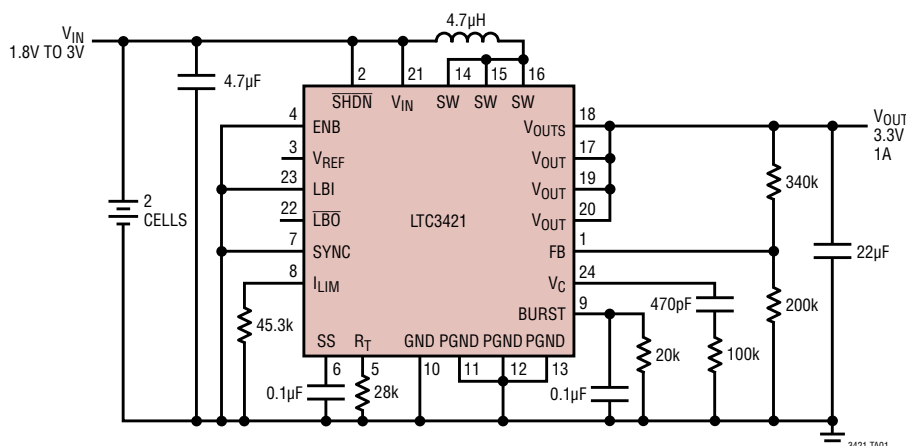 4.7µH
VIN
1.8V TO 3V
4.7µF
2 21 14 15 16
SHDN VIN SW SW SW
4 ENB VOUTS 18
VOUT
3.3V
1A
3 VREF VOUT 17
340k
23 LBI VOUT 19
2
CELLS
22 LBO LTC3421 VOUT 20
7 SYNC FB 1
22µF
8 ILIM VC 24
470pF
200k
BURST 9
45.3k
20k 100k
SS RT GND PGND PGND PGND
6 5 10 11 12 13
0.1µF 28k 0.1µF
3421 TA01